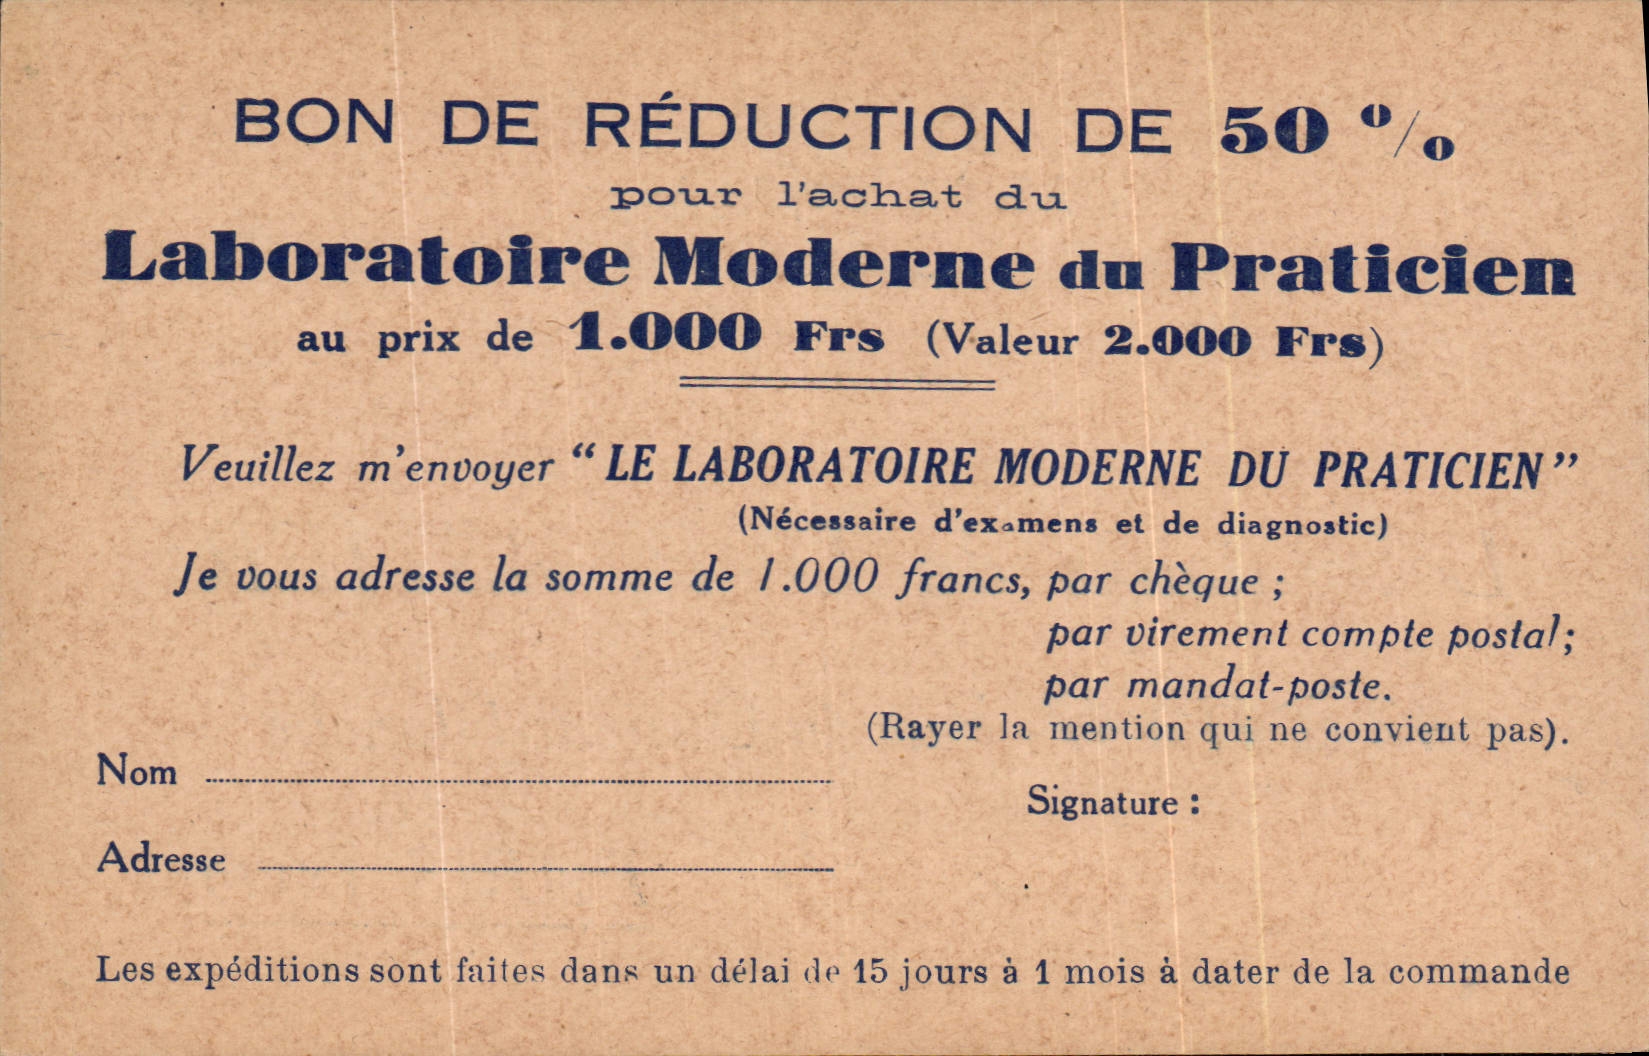 BON DE RÉDUCTION DE 50 %
pour l'achat du
Laboratoire Moderne du Praticien
au prix de 1.000 Frs (Valeur 2.000 Frs)
Veuillez m'envoyer “LE LABORATOIRE MODERNE DU PRATICIEN”
(Nécessaire d'examens et de diagnostic)
Je vous adresse la somme de 1.000 francs, par chèque ;
par virement compte postal ;
par mandat-poste.
(Rayer la mention qui ne convient pas).
Nom
Signature :
Adresse
Les expéditions sont faites dans un délai de 15 jours à 1 mois à dater de la commande